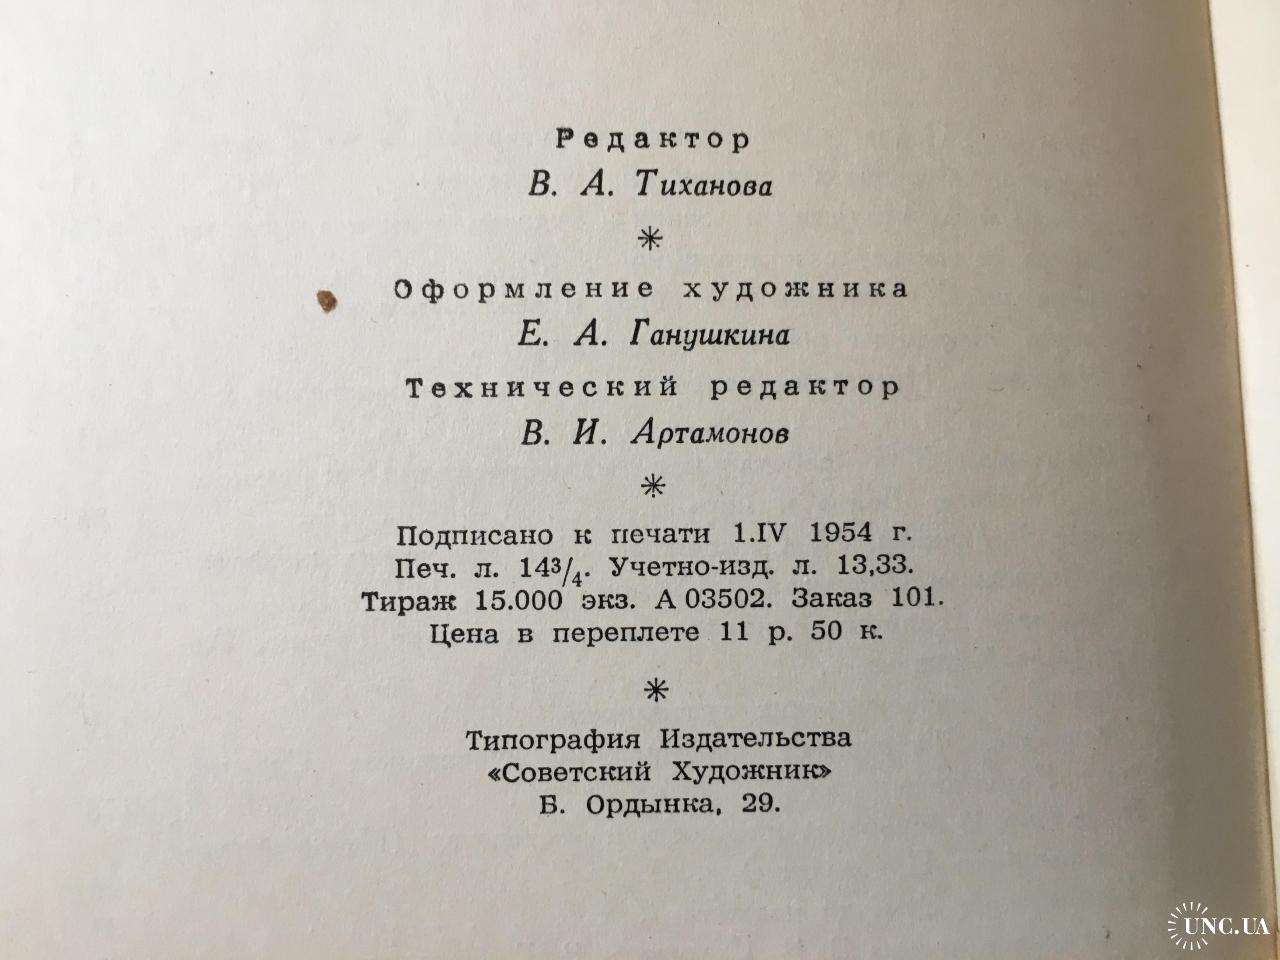 Редактор
В. А. Тиханова
*
Оформление художника
Е. А. Ганушкина
Технический редактор
В. И. Артамонов
*
Подписано к печати 1.IV 1954 г.
Печ. л. 14³/₄. Учетно-изд. л. 13,33.
Тираж 15.000 экз. А 03502. Заказ 101.
Цена в переплете 11 р. 50 к.
*
Типография Издательства
«Советский Художник»
Б. Ордынка, 29.
UNC.UA